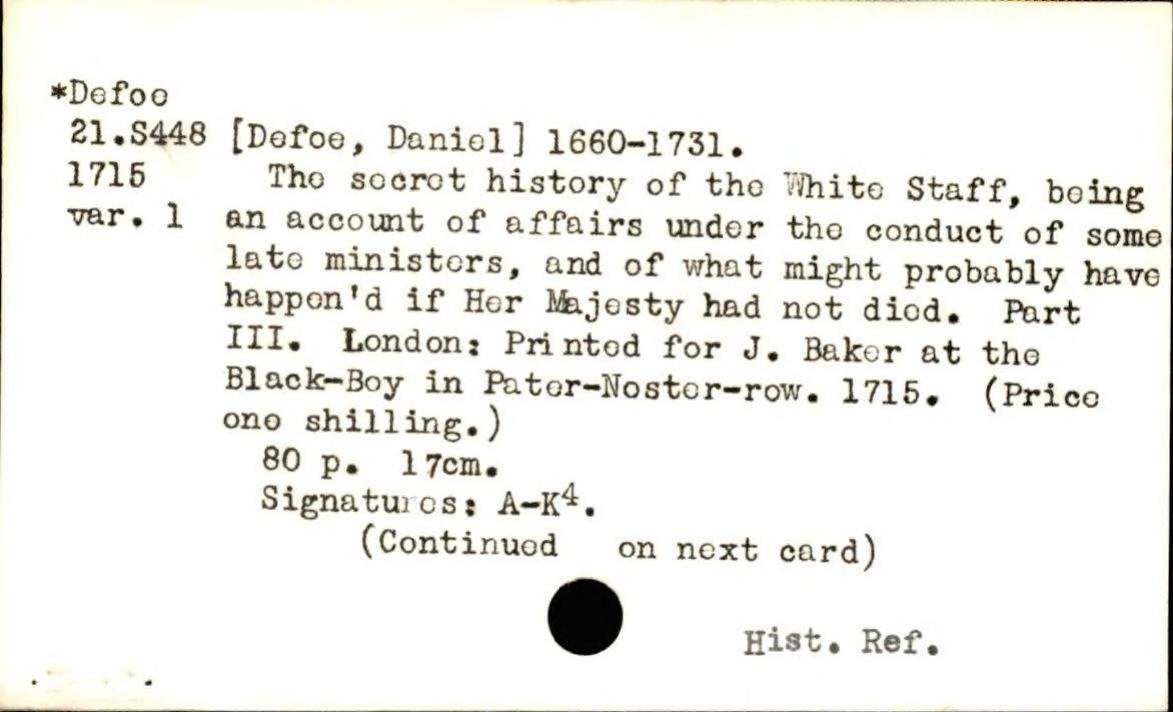 *Defoe
21.S448 [Defoe, Daniel] 1660-1731.
1715 The secret history of the White Staff, being
var. 1 an account of affairs under the conduct of some
late ministers, and of what might probably have
happen'd if Her Majesty had not died. Part
III. London: Printed for J. Baker at the
Black-Boy in Pater-Noster-row. 1715. (Price
one shilling.)
80 p. 17cm.
Signatures: A-K⁴.
(Continued on next card)
Hist. Ref.